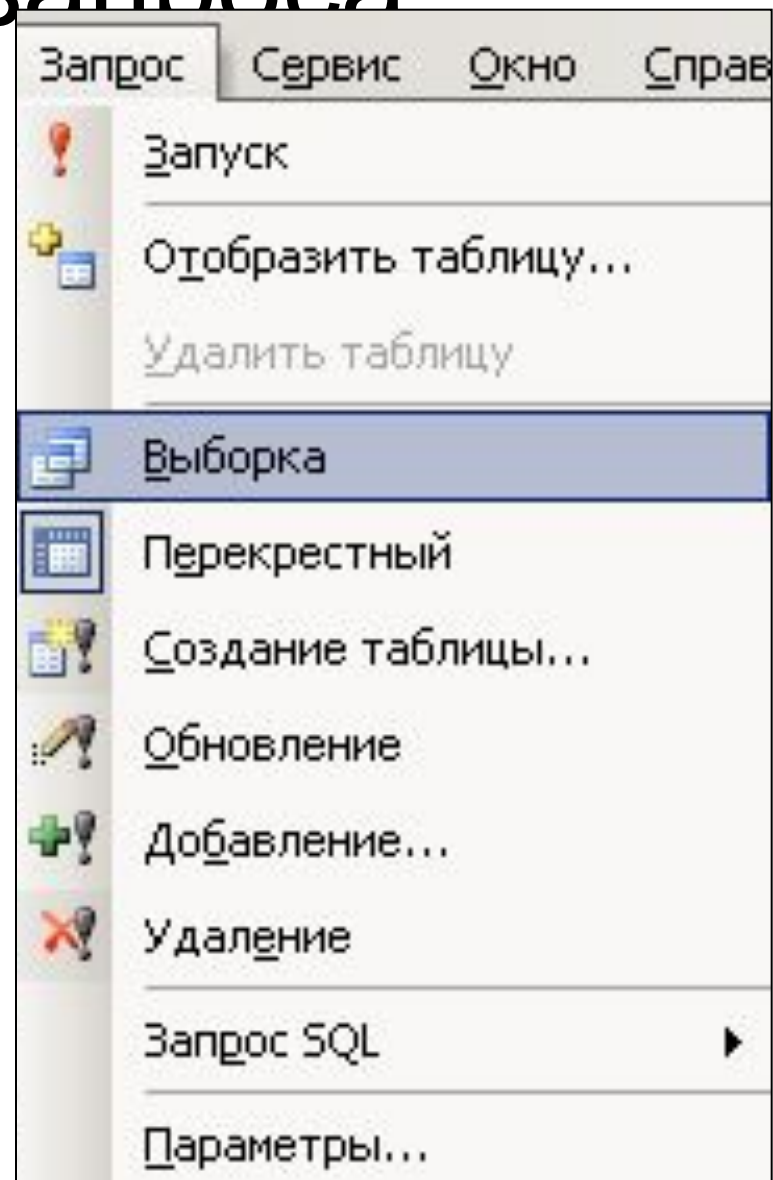 запроса
Запрос Сервис Окно Справ
Запуск
Отобразить таблицу...
Удалить таблицу
Выборка
Перекрестный
Создание таблицы...
Обновление
Добавление...
Удаление
Запрос SQL
Параметры...